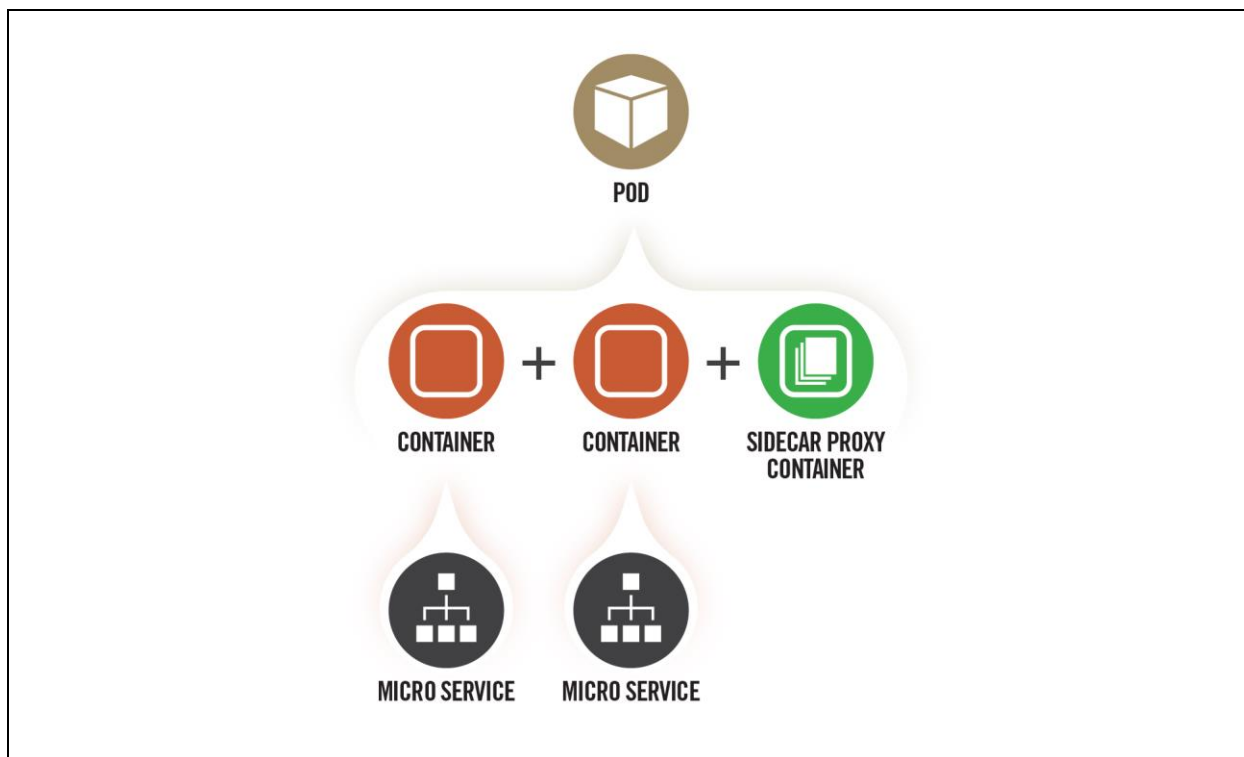 POD
CONTAINER
CONTAINER
SIDECAR PROXY
CONTAINER
MICRO SERVICE
MICRO SERVICE